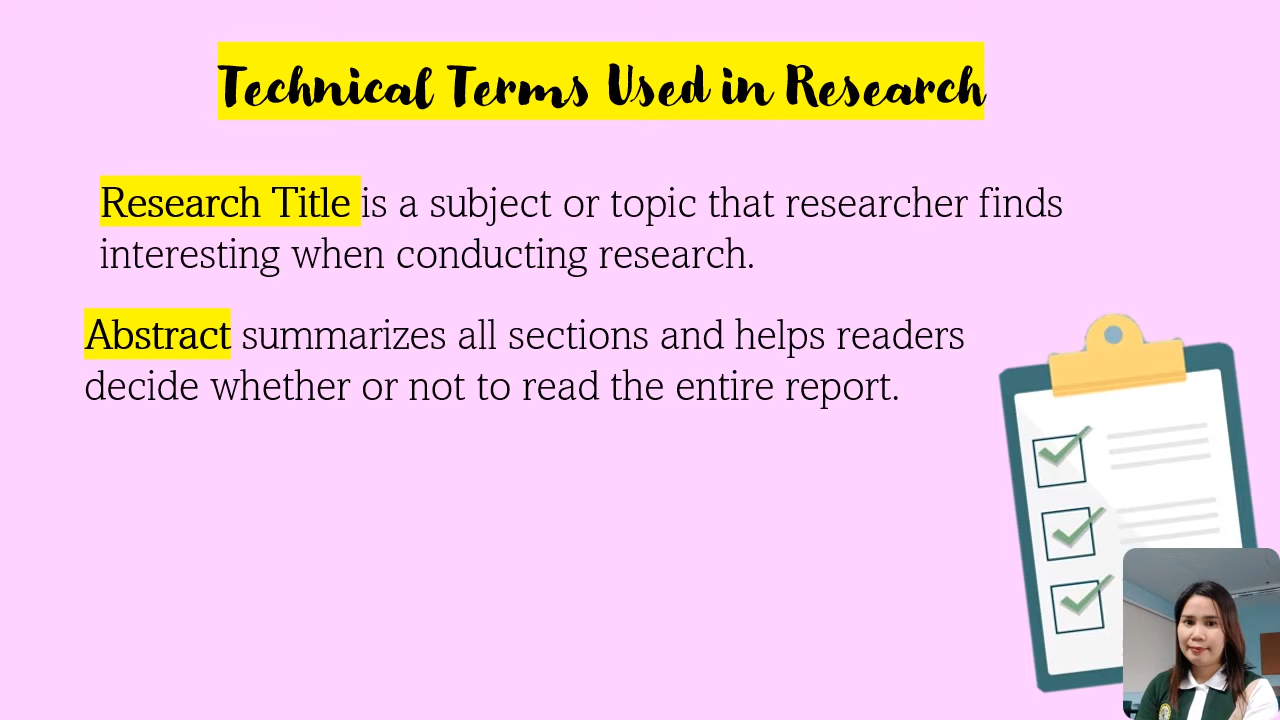 Technical Terms Used in Research
Research Title is a subject or topic that researcher finds
interesting when conducting research.
Abstract summarizes all sections and helps readers
decide whether or not to read the entire report.